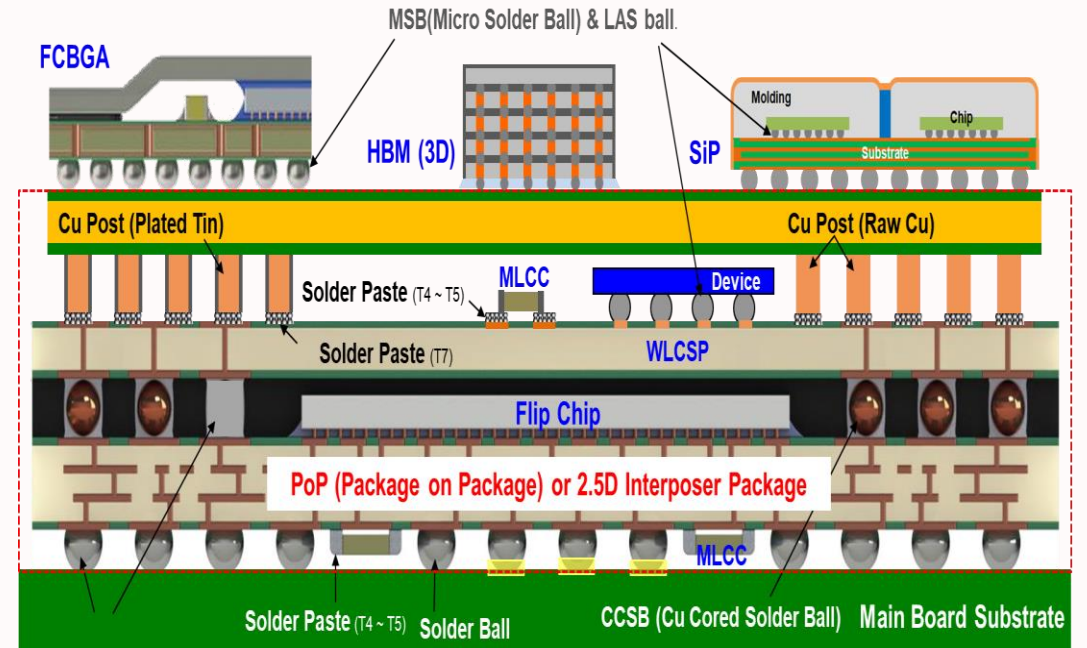 MSB(Micro Solder Ball) & LAS ball.
FCBGA
HBM (3D)
SiP
Molding
Chip
Substrate
Cu Post (Plated Tin)
Cu Post (Raw Cu)
Solder Paste (T4 ~ T5)
MLCC
Device
Solder Paste (T7)
WLCSP
Flip Chip
PoP (Package on Package) or 2.5D Interposer Package
MLCC
Solder Paste (T4 ~ T5)
Solder Ball
CCSB (Cu Cored Solder Ball)
Main Board Substrate